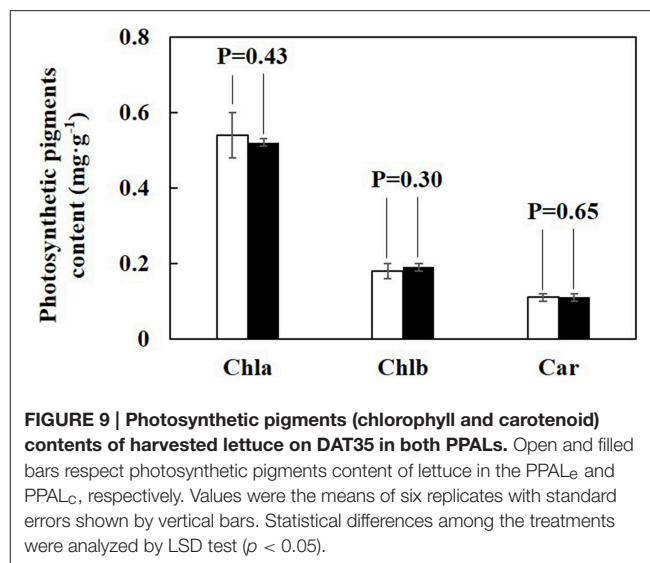 0.8
0.6
0.4
0.2
0
Photosynthetic pigments
content (mg·g⁻¹)
P=0.43
P=0.30
P=0.65
Chla
Chlb
Car
FIGURE 9 | Photosynthetic pigments (chlorophyll and carotenoid)
contents of harvested lettuce on DAT35 in both PPALs. Open and filled
bars respect photosynthetic pigments content of lettuce in the PPALe and
PPALc, respectively. Values were the means of six replicates with standard
errors shown by vertical bars. Statistical differences among the treatments
were analyzed by LSD test (p < 0.05).